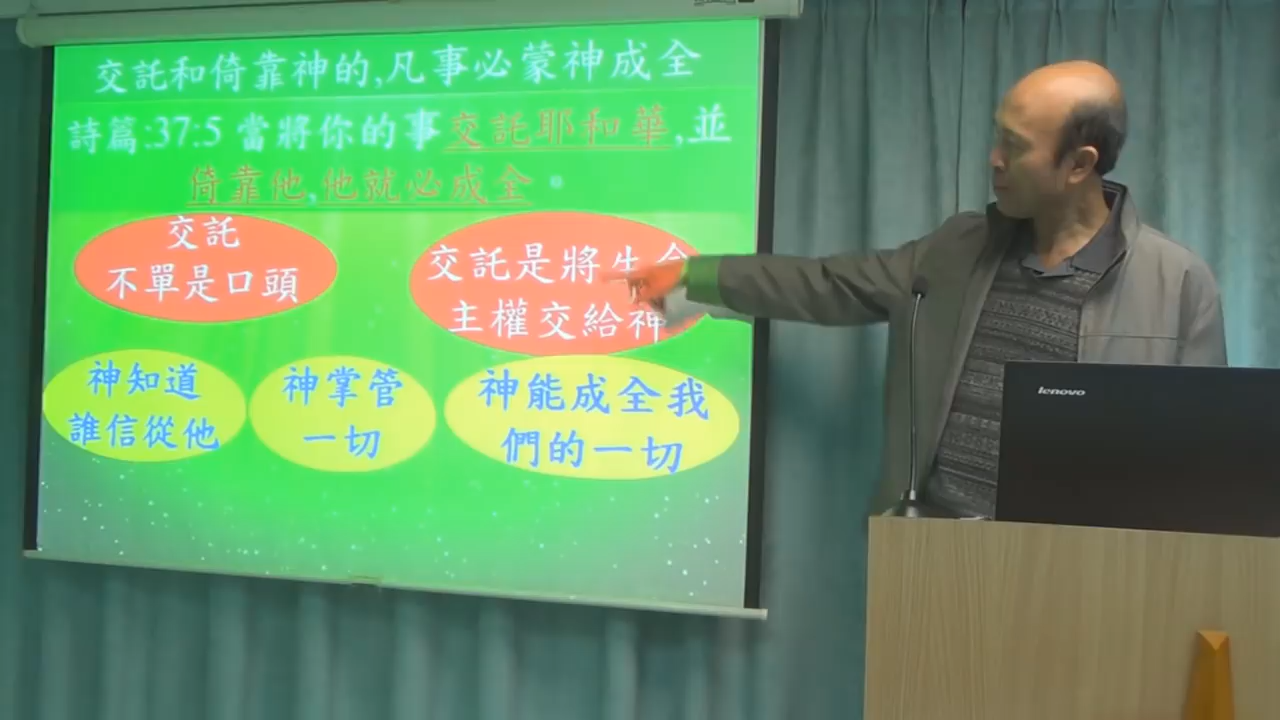 交託和倚靠神的,凡事必蒙神成全
詩篇:37:5 當將你的事交託耶和華,並
倚靠他,他就必成全。
交託
不單是口頭
交託是將生命
主權交給神
神知道
誰信從他
神掌管
一切
神能成全我
們的一切
lenovo